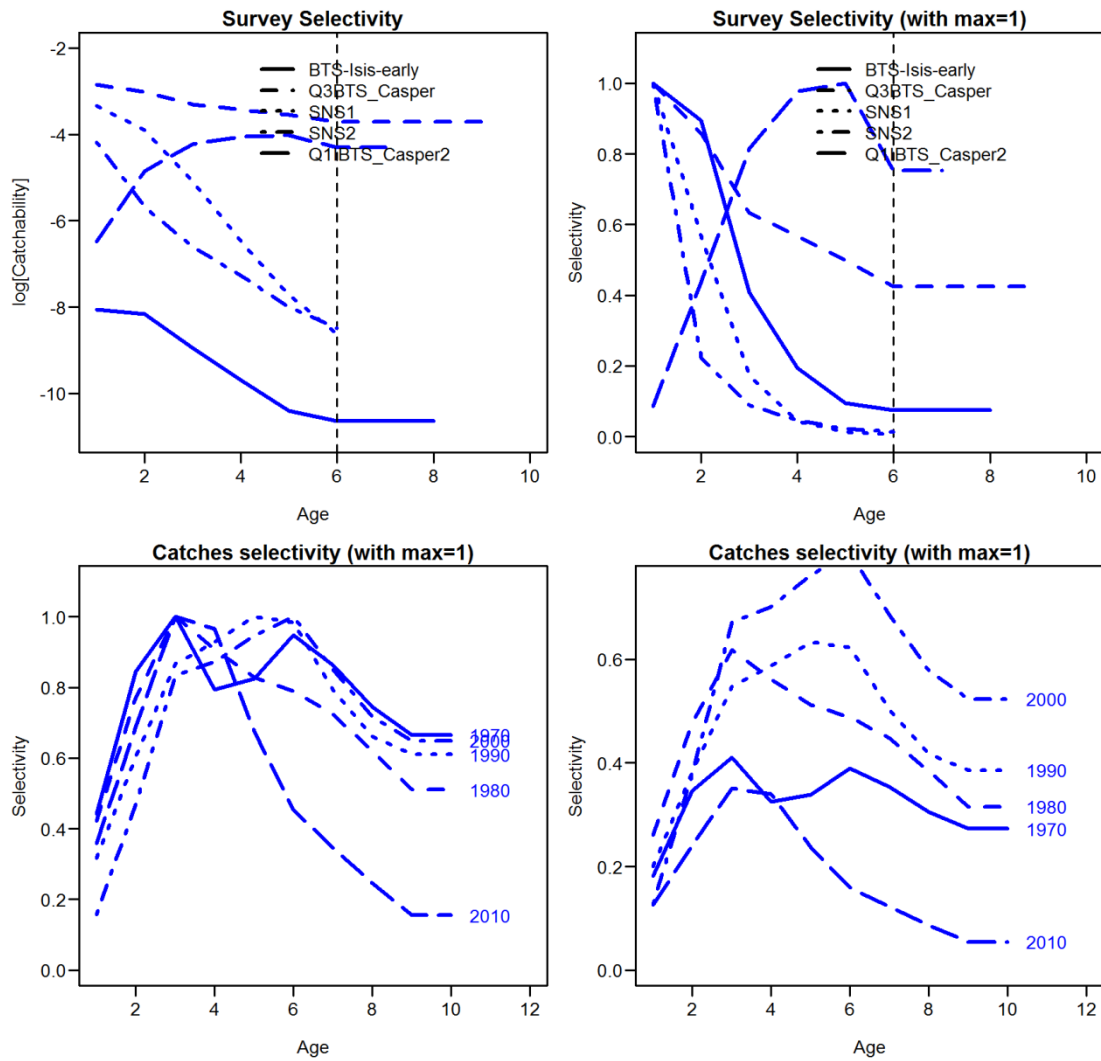 Survey Selectivity
log[Catchability]
-2
-4
-6
-8
-10
BTS-Isis-early
Q3BTS_Casper
SNS1
SNS2
Q1IBTS_Casper2
2 4 6 8 10
Age
Survey Selectivity (with max=1)
Selectivity
1.0
0.8
0.6
0.4
0.2
0.0
BTS-Isis-early
Q3BTS_Casper
SNS1
SNS2
Q1IBTS_Casper2
2 4 6 8 10
Age
Catches selectivity (with max=1)
Selectivity
1.0
0.8
0.6
0.4
0.2
0.0
1970
2000
1990
1980
2010
2 4 6 8 10 12
Age
Catches selectivity (with max=1)
Selectivity
0.6
0.4
0.2
0.0
2000
1990
1980
1970
2010
2 4 6 8 10 12
Age